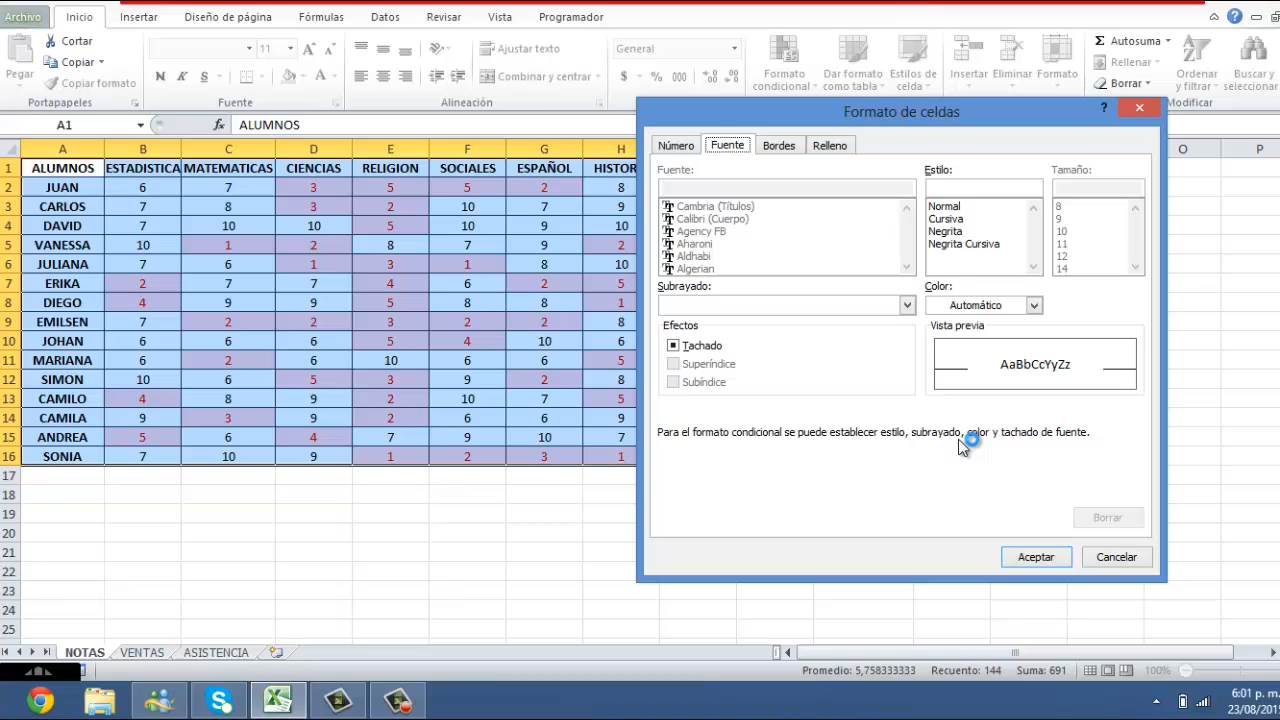 Archivo Inicio Insertar Diseño de página Fórmulas Datos Revisar Vista Programador
Pegar
Cortar
Copiar
Copiar formato
Portapapeles
11
N K S
Fuente
Ajustar texto
Combinar y centrar
Alineación
General
$ % 000
Formato condicional
Dar formato como tabla
Estilos de celda
Insertar
Eliminar
Formato
Autosuma
Rellenar
Borrar
Ordenar y filtrar
Buscar y seleccionar
Modificar
A1 fx ALUMNOS
A B C D E F G H O P
1 ALUMNOS ESTADISTICA MATEMATICAS CIENCIAS RELIGION SOCIALES ESPAÑOL HISTOR
2 JUAN 6 7 3 5 5 2 8
3 CARLOS 7 8 3 2 10 7 9
4 DAVID 7 10 10 5 10 9 6
5 VANESSA 10 1 2 8 7 9 2
6 JULIANA 7 6 1 3 1 8 10
7 ERIKA 2 7 7 4 6 2 5
8 DIEGO 4 9 9 5 8 8 1
9 EMILSEN 7 2 2 3 2 2 8
10 JOHAN 6 6 6 5 4 10 6
11 MARIANA 6 2 6 10 6 6 5
12 SIMON 10 6 5 3 9 2 8
13 CAMILO 4 8 9 2 10 7 5
14 CAMILA 9 3 9 2 6 6 9
15 ANDREA 5 6 4 7 9 10 7
16 SONIA 7 10 9 1 2 3 1
17
18
19
20
21
22
23
24
25
Formato de celdas
?
Número Fuente Bordes Relleno
Fuente: Estilo: Tamaño:
Cambria (Títulos) Normal 8
Calibri (Cuerpo) Cursiva 9
Agency FB Negrita 10
Aharoni Negrita Cursiva 11
Aldhabi 12
Algerian 14
Subrayado: Color:
Automático
Efectos Vista previa
Tachado
Superíndice
Subíndice
AaBbCcYyZz
Para el formato condicional se puede establecer estilo, subrayado, color y tachado de fuente.
Borrar
Aceptar Cancelar
NOTAS VENTAS ASISTENCIA
Promedio: 5,758333333 Recuento: 144 Suma: 691 100%
6:01 p. m.
23/08/201